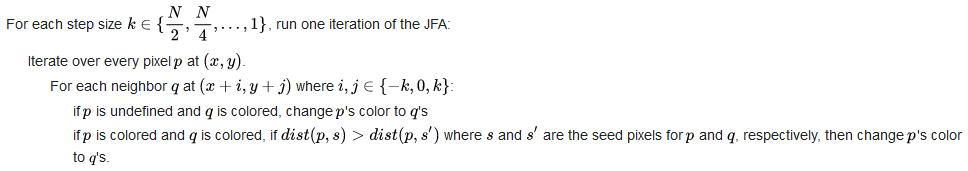 For each step size k ∈ {N/2, N/4, ..., 1}, run one iteration of the JFA:
Iterate over every pixel p at (x, y).
For each neighbor q at (x + i, y + j) where i, j ∈ {−k, 0, k}:
if p is undefined and q is colored, change p's color to q's
if p is colored and q is colored, if dist(p, s) > dist(p, s′) where s and s′ are the seed pixels for p and q, respectively, then change p's color
to q's.